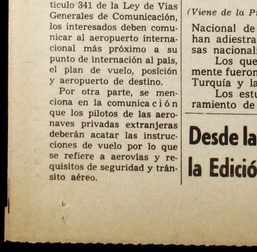 tículo 341 de la Ley de Vías
Generales de Comunicación,
los interesados deben comu-
nicar al aeropuerto interna-
cional más próximo a su
punto de internación al país,
el plan de vuelo, posición
y aeropuerto de destino.
Por otra parte, se men-
ciona en la comunicación
que los pilotos de las aero-
naves privadas extranjeras
deberán acatar las instruc-
ciones de vuelo por lo que
se refiere a aerovías y re-
quisitos de seguridad y trán-
sito aéreo.
(Viene de la P
Nacional de
han adiestra
sas nacional
Los que
mente fueron
Turquía y la
Los estu
ramiento de
Desde la
la Edició